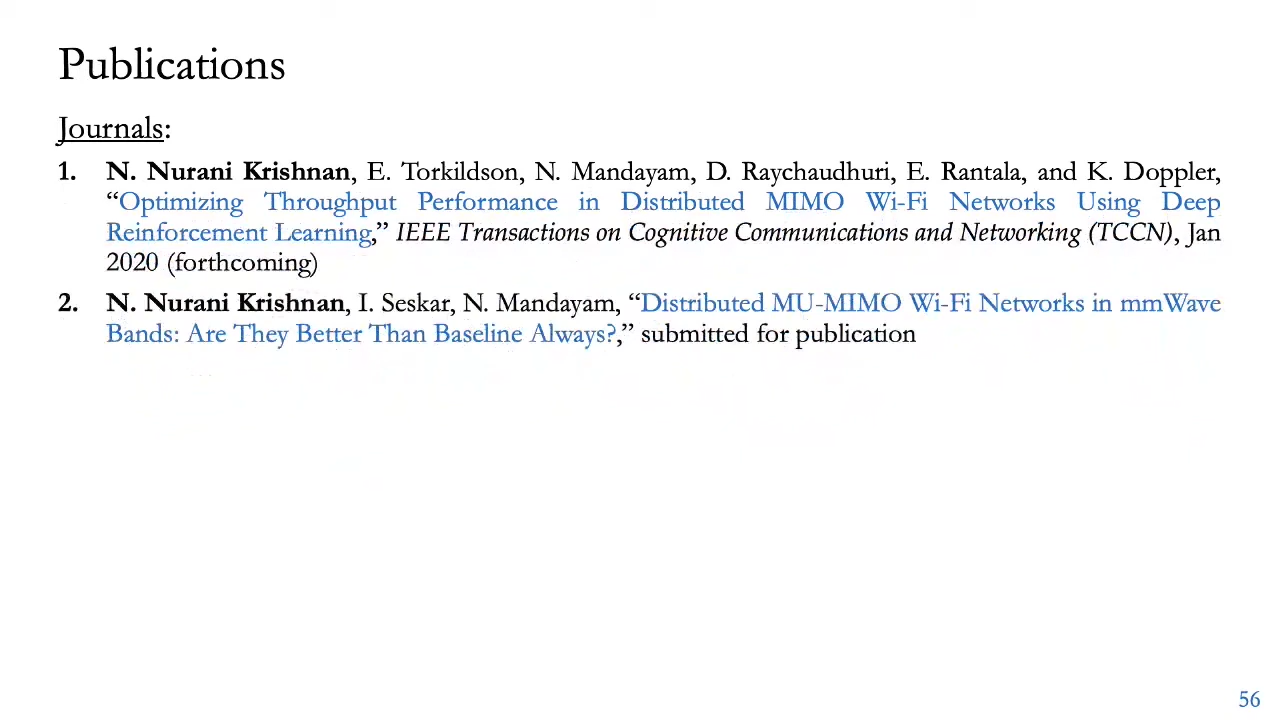 Publications
Journals:
1. N. Nurani Krishnan, E. Torkildson, N. Mandayam, D. Raychaudhuri, E. Rantala, and K. Doppler,
“Optimizing Throughput Performance in Distributed MIMO Wi-Fi Networks Using Deep
Reinforcement Learning,” IEEE Transactions on Cognitive Communications and Networking (TCCN), Jan
2020 (forthcoming)
2. N. Nurani Krishnan, I. Seskar, N. Mandayam, “Distributed MU-MIMO Wi-Fi Networks in mmWave
Bands: Are They Better Than Baseline Always?,” submitted for publication
56